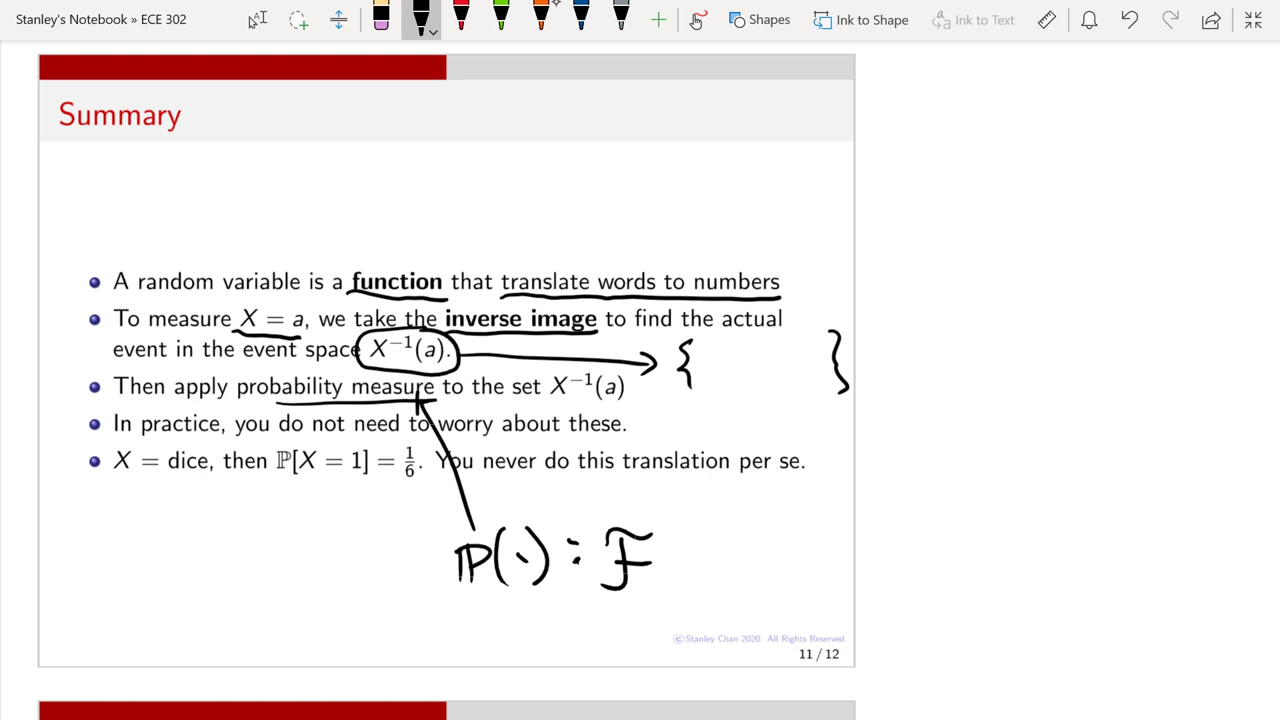 Stanley's Notebook » ECE 302
Shapes
Ink to Shape
Ink to Text
Summary
A random variable is a function that translate words to numbers
To measure X = a, we take the inverse image to find the actual
event in the event space X⁻¹(a).
{ }
Then apply probability measure to the set X⁻¹(a)
In practice, you do not need to worry about these.
X = dice, then ℙ[X = 1] = 1/6. You never do this translation per se.
ℙ(·) : ℱ
©Stanley Chan 2020. All Rights Reserved.
11 / 12